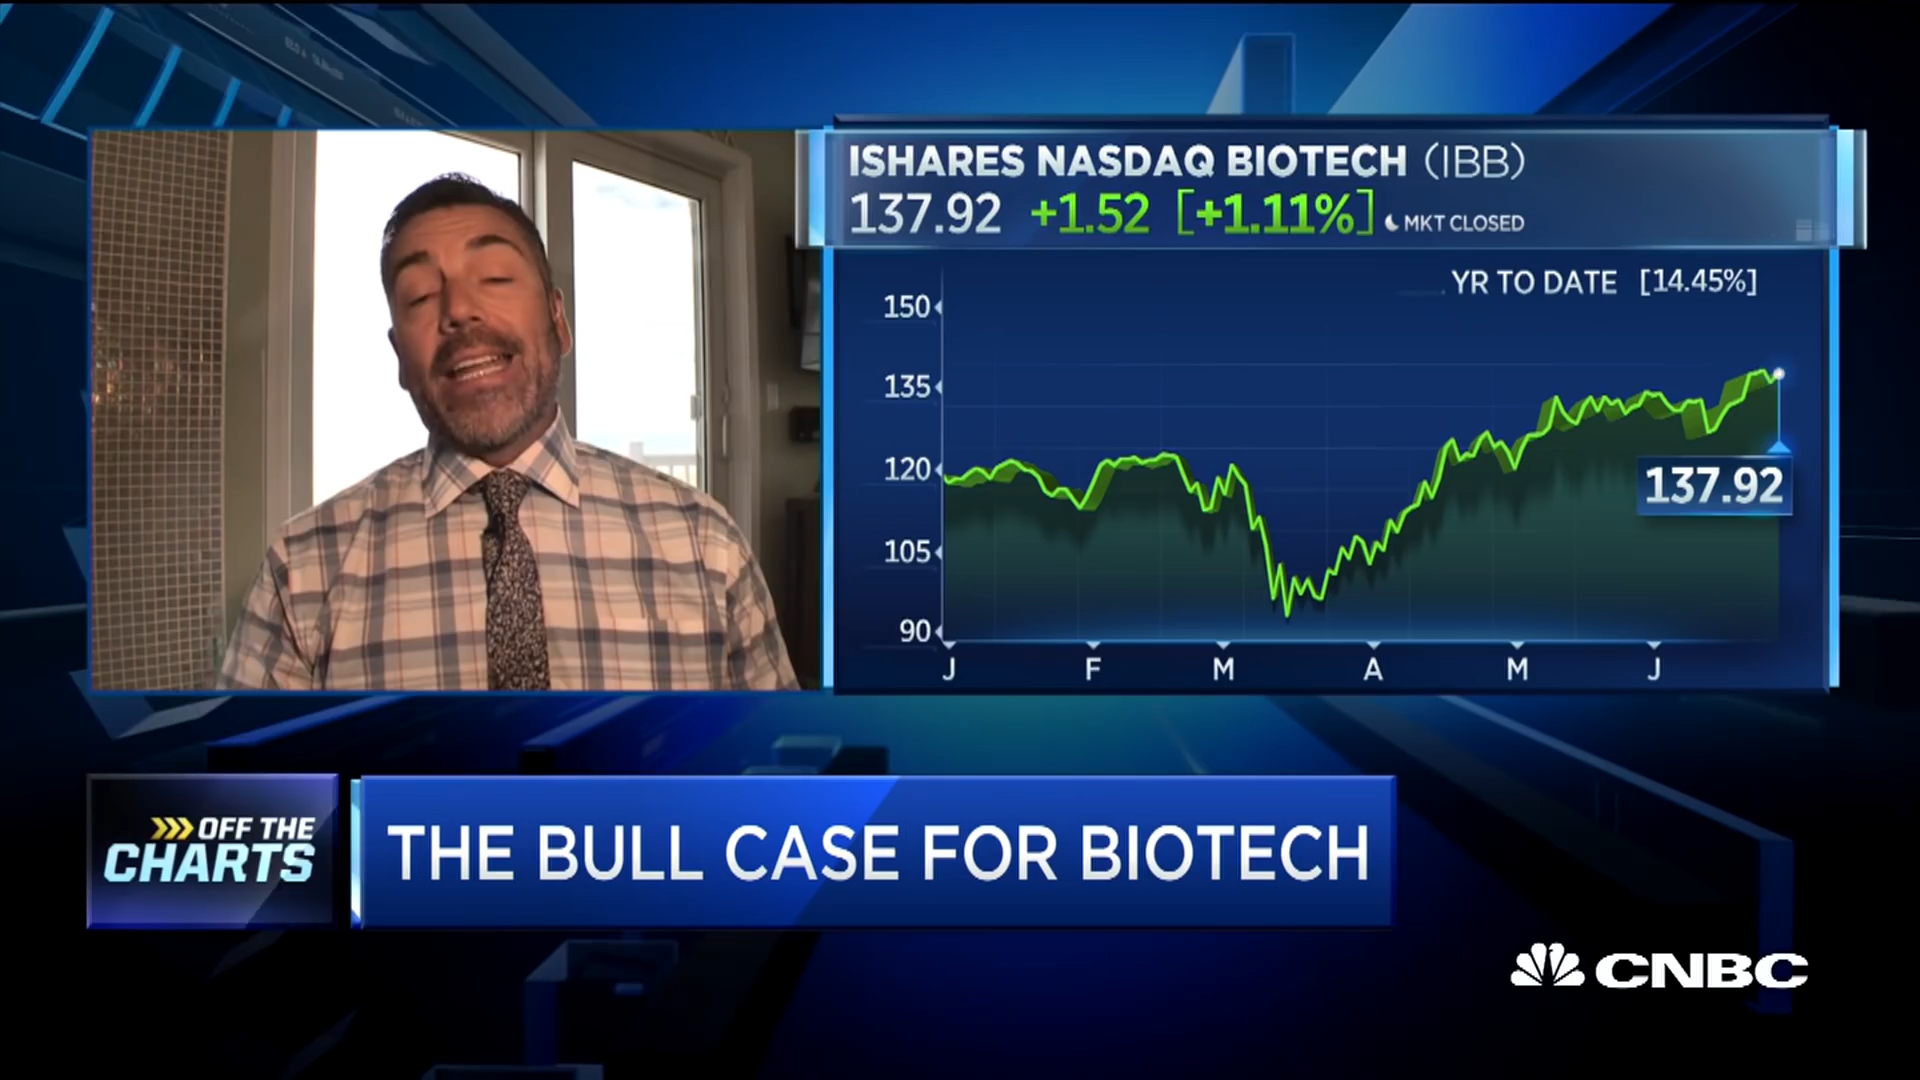 ISHARES NASDAQ BIOTECH (IBB)
137.92 +1.52 [+1.11%] MKT CLOSED
YR TO DATE [14.45%]
150
135
120
105
90
137.92
J F M A M J
OFF THE
CHARTS
THE BULL CASE FOR BIOTECH
CNBC